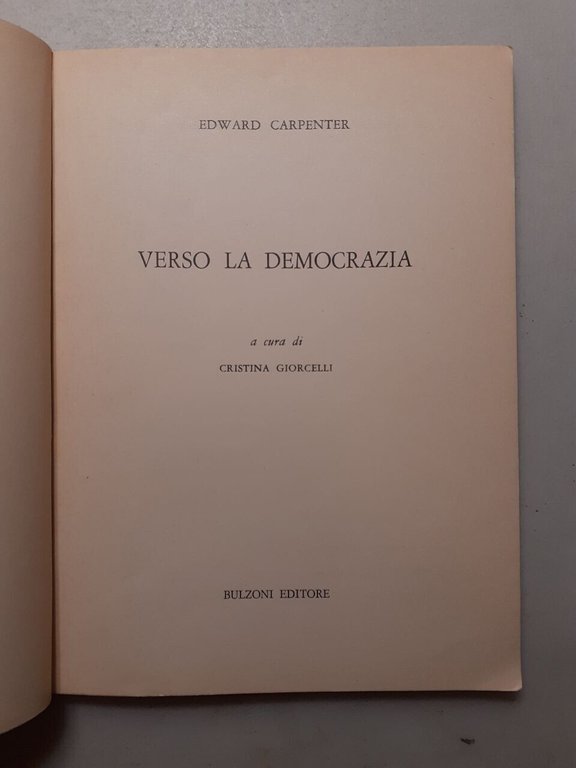 EDWARD CARPENTER
VERSO LA DEMOCRAZIA
a cura di
CRISTINA GIORCELLI
BULZONI EDITORE